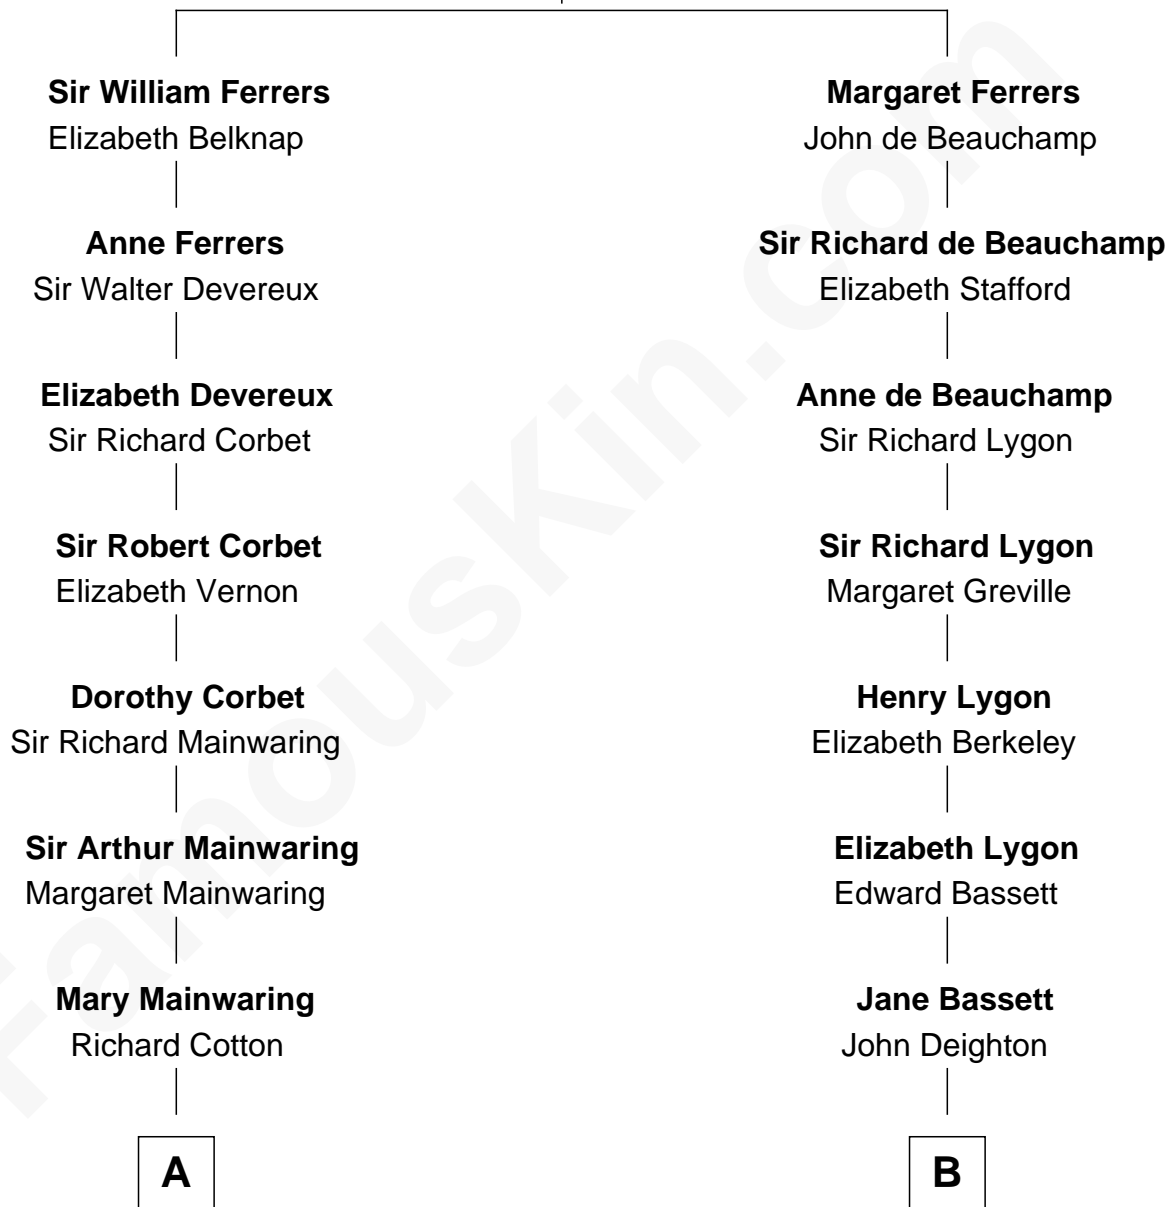 Sir William Ferrers
Elizabeth Belknap
Anne Ferrers
Sir Walter Devereux
Elizabeth Devereux
Sir Richard Corbet
Sir Robert Corbet
Elizabeth Vernon
Dorothy Corbet
Sir Richard Mainwaring
Sir Arthur Mainwaring
Margaret Mainwaring
Mary Mainwaring
Richard Cotton
A
Margaret Ferrers
John de Beauchamp
Sir Richard de Beauchamp
Elizabeth Stafford
Anne de Beauchamp
Sir Richard Lygon
Sir Richard Lygon
Margaret Greville
Henry Lygon
Elizabeth Berkeley
Elizabeth Lygon
Edward Bassett
Jane Bassett
John Deighton
B
FamousKin.com